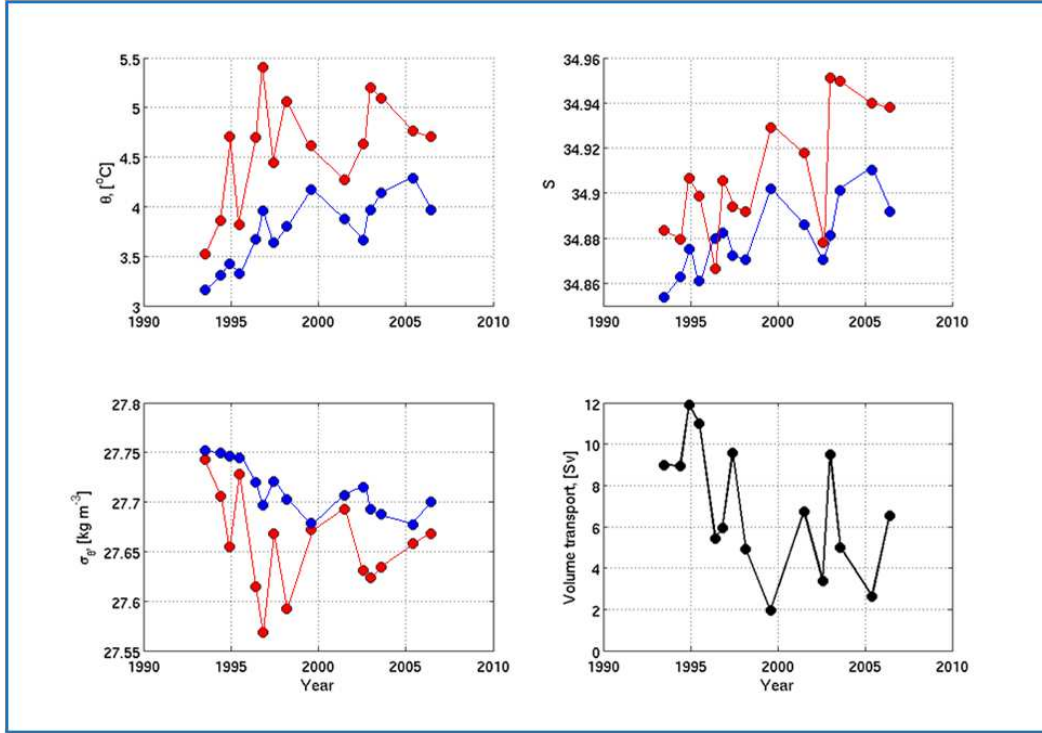 5.5
5
4.5
4
3.5
3
θ, [°C]
1990 1995 2000 2005 2010
34.96
34.94
34.92
34.9
34.88
34.86
S
1990 1995 2000 2005 2010
27.8
27.75
27.7
27.65
27.6
27.55
σθ, [kg m⁻³]
1990 1995 2000 2005 2010
Year
12
10
8
6
4
2
0
Volume transport, [Sv]
1990 1995 2000 2005 2010
Year